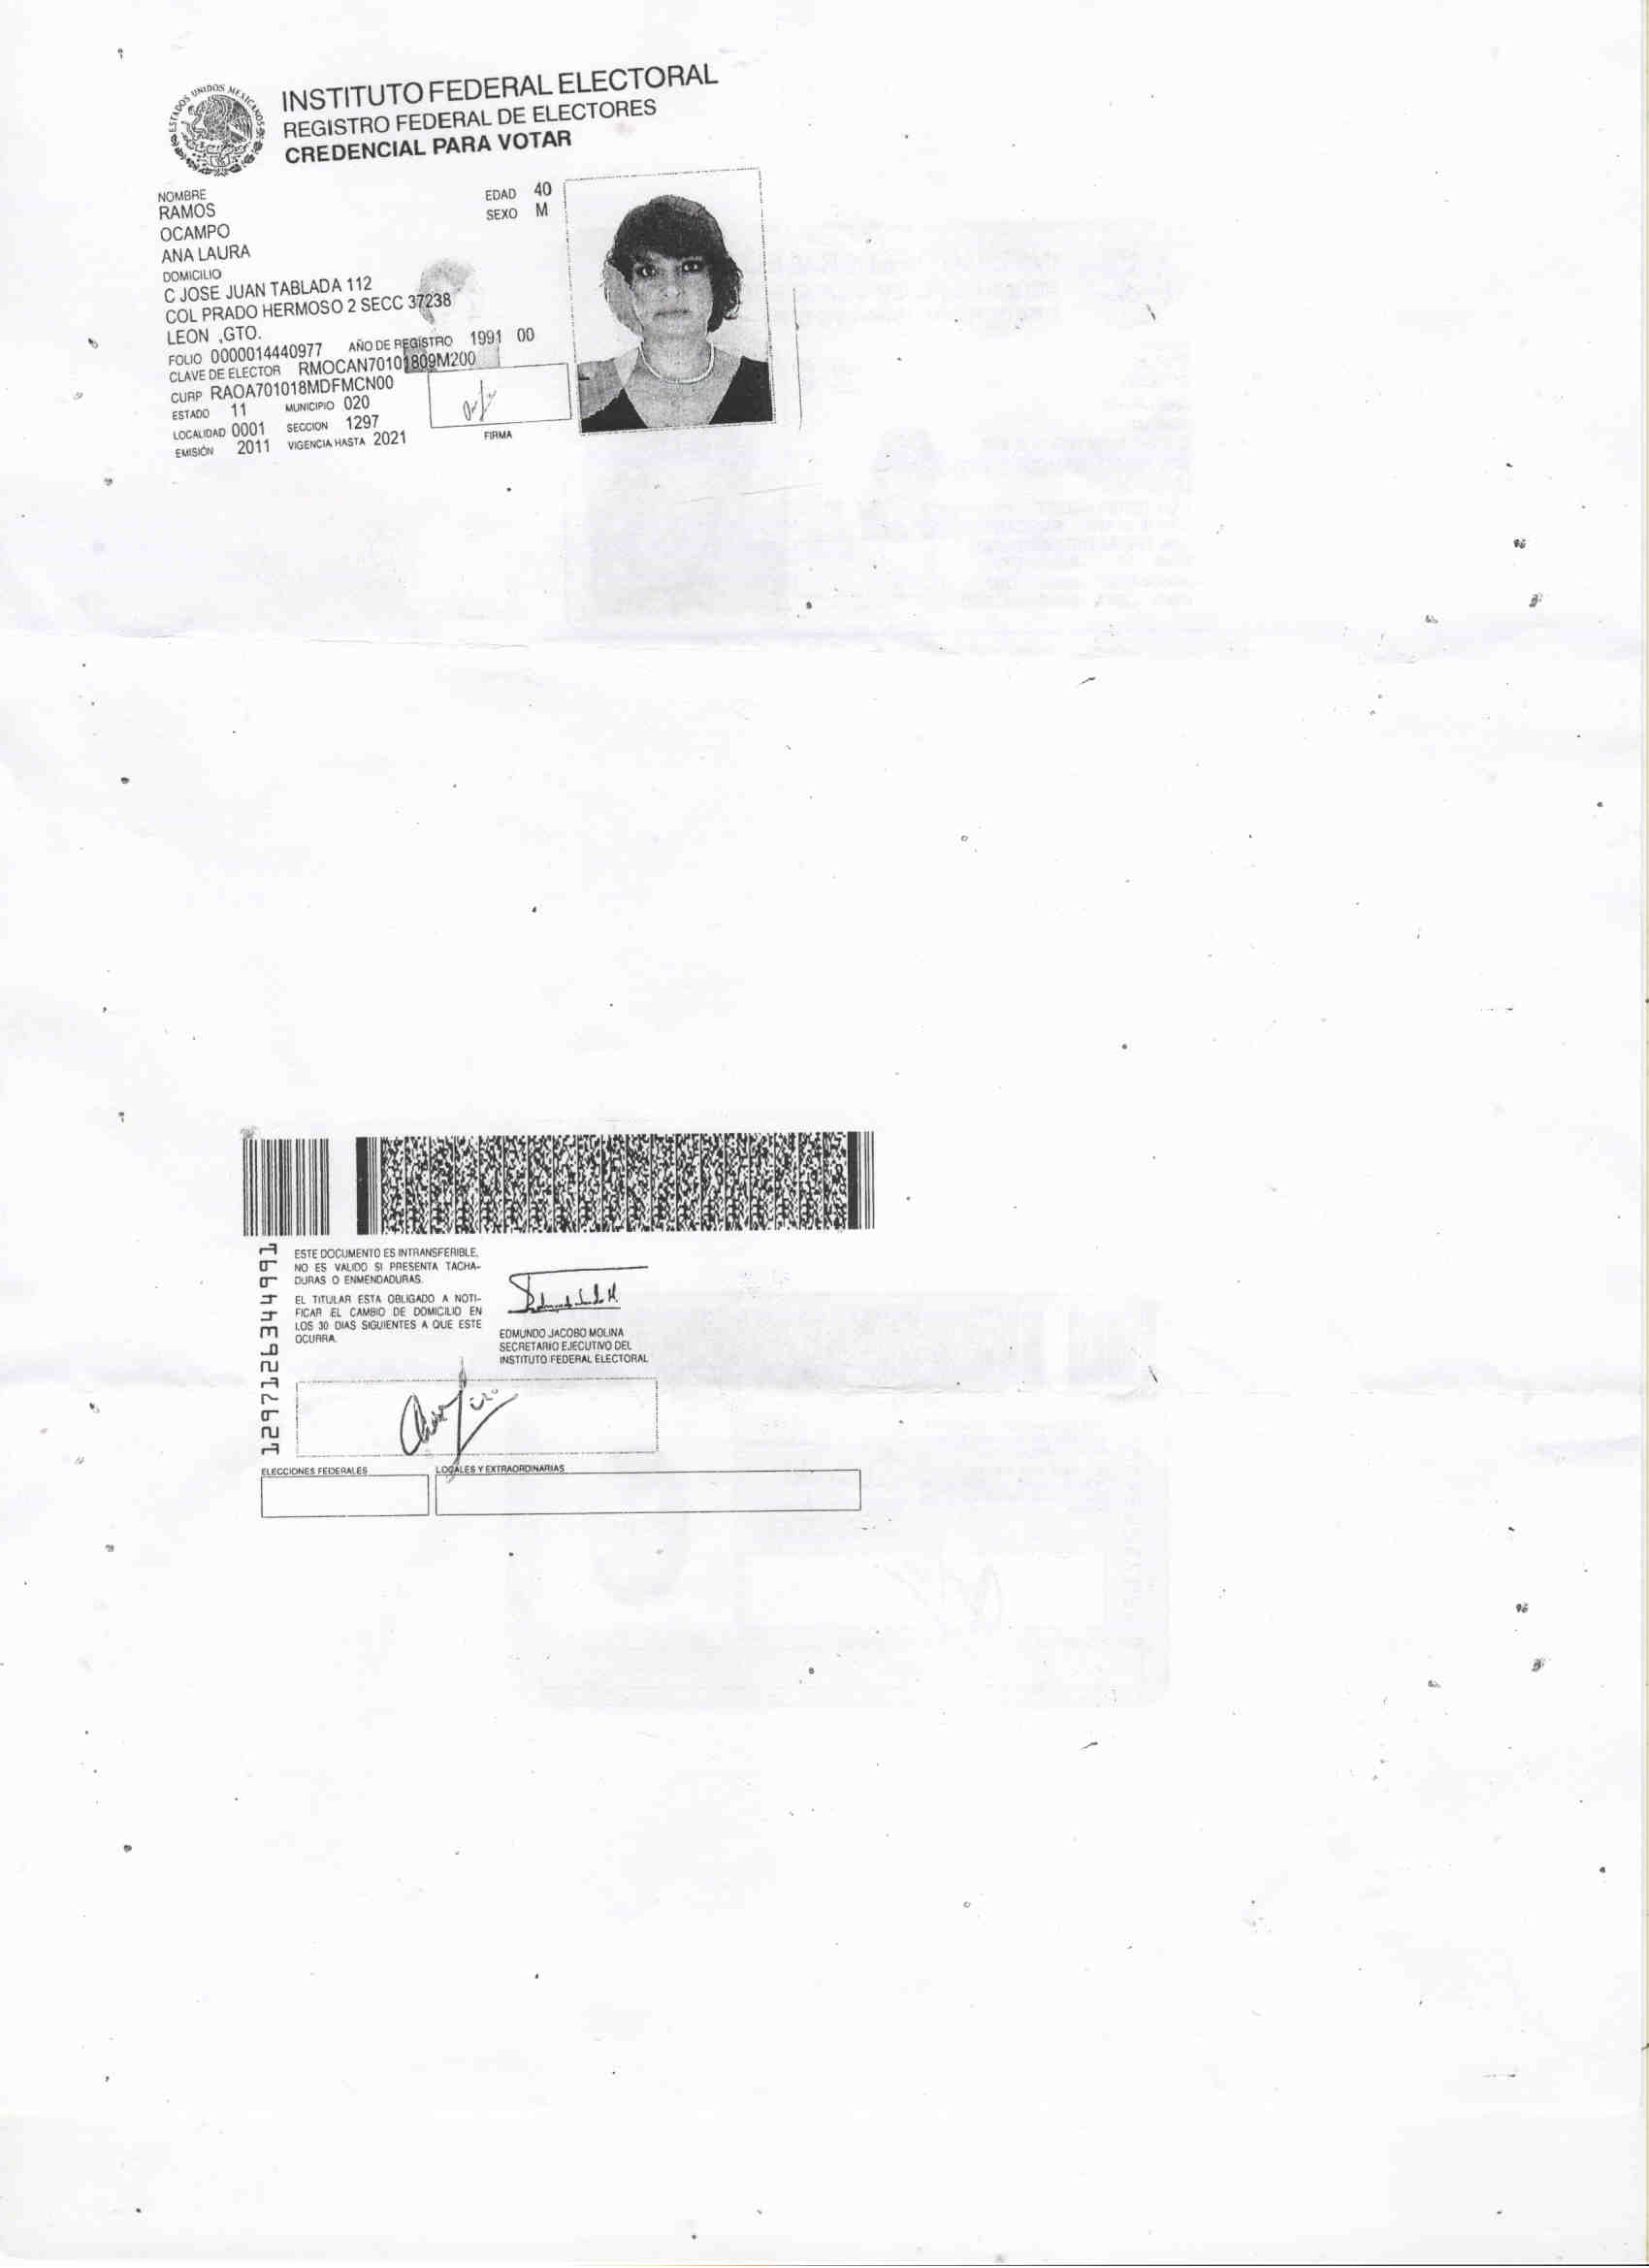 ESTADOS UNIDOS MEXICANOS
INSTITUTO FEDERAL ELECTORAL
REGISTRO FEDERAL DE ELECTORES
CREDENCIAL PARA VOTAR
NOMBRE
RAMOS
OCAMPO
ANA LAURA
EDAD 40
SEXO M
DOMICILIO
C JOSE JUAN TABLADA 112
COL PRADO HERMOSO 2 SECC 37238
LEON ,GTO.
FOLIO 0000014440977 AÑO DE REGISTRO 1991 00
CLAVE DE ELECTOR RMOCAN70101809M200
CURP RAOA701018MDFMCN00
ESTADO 11 MUNICIPIO 020
LOCALIDAD 0001 SECCION 1297
EMISIÓN 2011 VIGENCIA HASTA 2021
FIRMA
1297126344991
ESTE DOCUMENTO ES INTRANSFERIBLE,
NO ES VALIDO SI PRESENTA TACHA-
DURAS O ENMENDADURAS.
EL TITULAR ESTA OBLIGADO A NOTI-
FICAR EL CAMBIO DE DOMICILIO EN
LOS 30 DIAS SIGUIENTES A QUE ESTE
OCURRA.
EDMUNDO JACOBO MOLINA
SECRETARIO EJECUTIVO DEL
INSTITUTO FEDERAL ELECTORAL
ELECCIONES FEDERALES
LOCALES Y EXTRAORDINARIAS